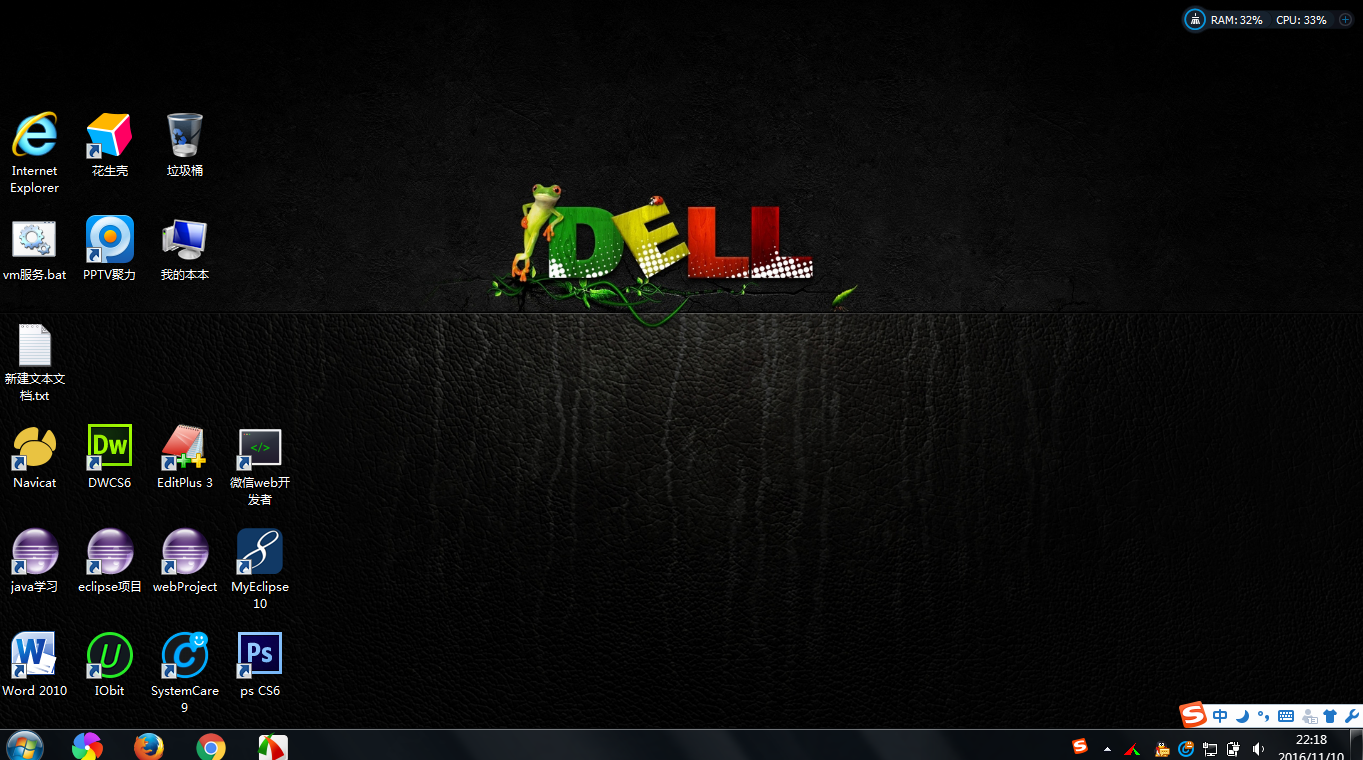 RAM: 32% CPU: 33%
Internet
Explorer
花生壳
垃圾桶
DELL
vm服务.bat
PPTV聚力
我的本本
新建文本文
档.txt
Navicat
Dw
DWCS6
EditPlus 3
</>
微信web开
发者
java学习
eclipse项目
webProject
MyEclipse
10
W
Word 2010
U
IObit
C
SystemCare
9
Ps
ps CS6
S 中
S
22:18
2016/11/10